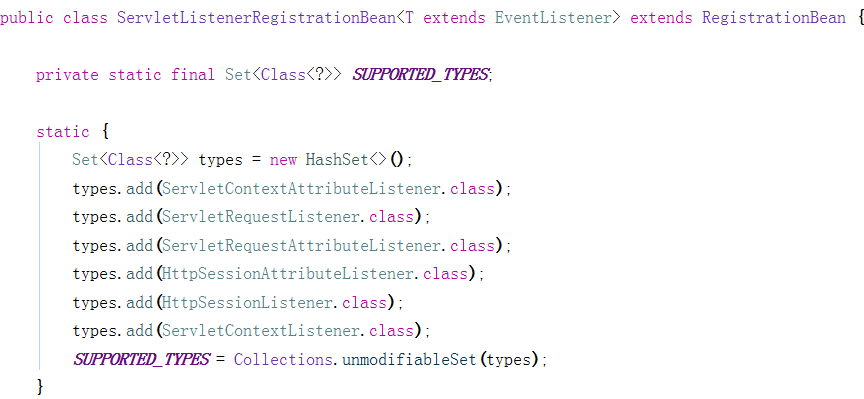 public class ServletListenerRegistrationBean<T extends EventListener> extends RegistrationBean {
private static final Set<Class<?>> SUPPORTED_TYPES;
static {
Set<Class<?>> types = new HashSet<>();
types.add(ServletContextAttributeListener.class);
types.add(ServletRequestListener.class);
types.add(ServletRequestAttributeListener.class);
types.add(HttpSessionAttributeListener.class);
types.add(HttpSessionListener.class);
types.add(ServletContextListener.class);
SUPPORTED_TYPES = Collections.unmodifiableSet(types);
}